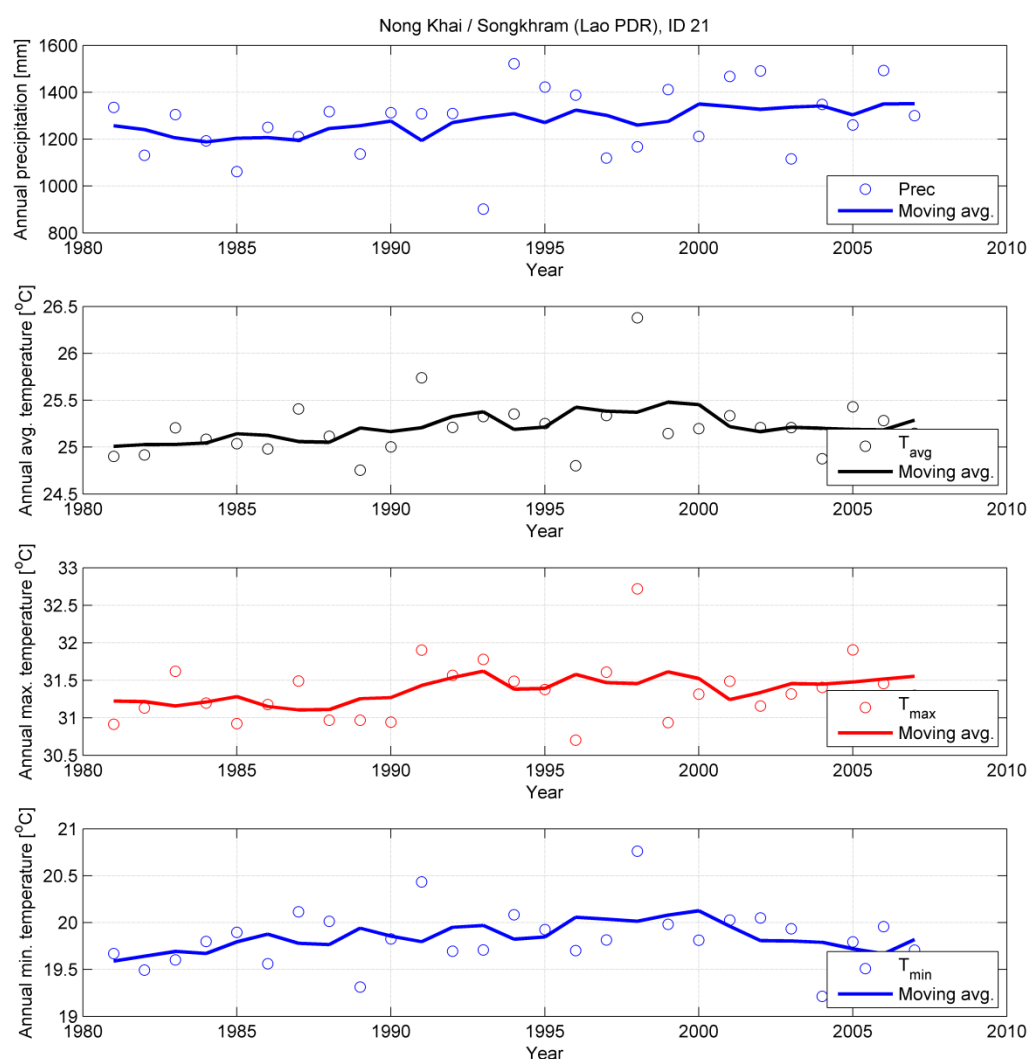 Nong Khai / Songkhram (Lao PDR), ID 21
Annual precipitation [mm]
1600
1400
1200
1000
800
Prec
Moving avg.
1980 1985 1990 1995 2000 2005 2010
Year
Annual avg. temperature [°C]
26.5
26
25.5
25
24.5
T_avg
Moving avg.
1980 1985 1990 1995 2000 2005 2010
Year
Annual max. temperature [°C]
33
32.5
32
31.5
31
30.5
T_max
Moving avg.
1980 1985 1990 1995 2000 2005 2010
Year
Annual min. temperature [°C]
21
20.5
20
19.5
19
T_min
Moving avg.
1980 1985 1990 1995 2000 2005 2010
Year